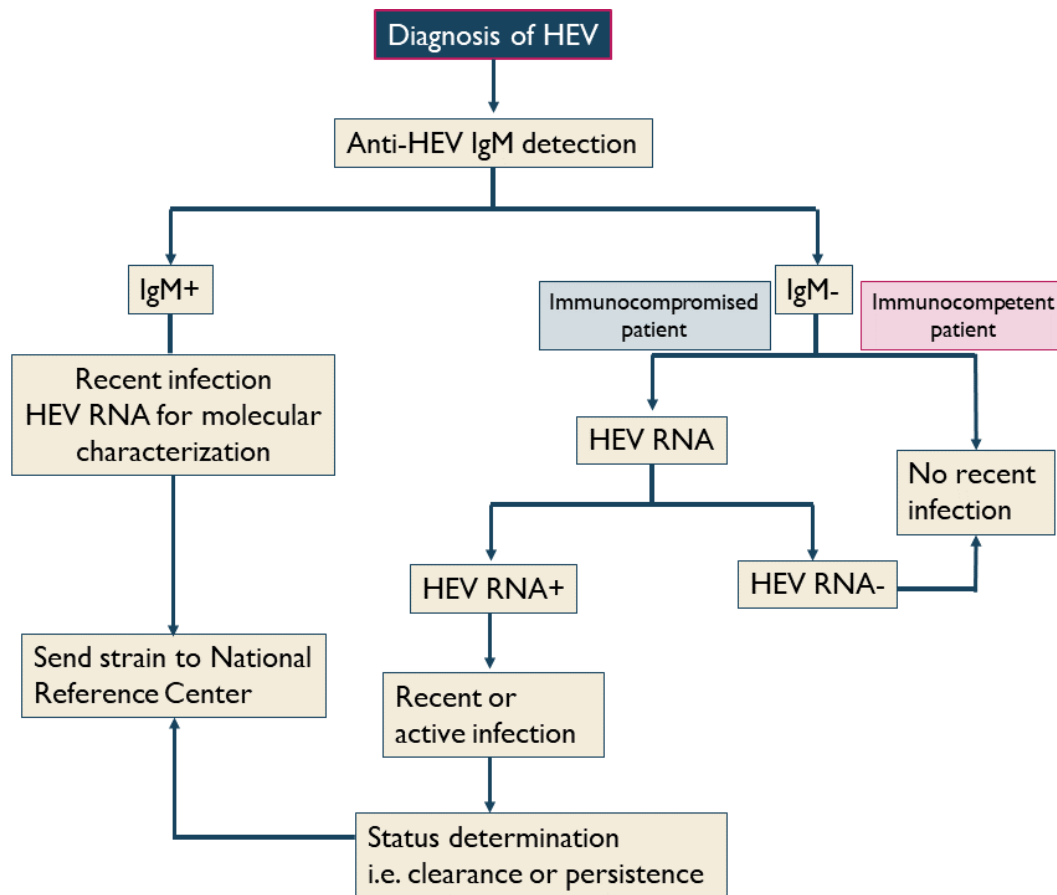 Diagnosis of HEV
Anti-HEV IgM detection
IgM+
IgM-
Immunocompromised
patient
Immunocompetent
patient
Recent infection
HEV RNA for molecular
characterization
HEV RNA
No recent
infection
HEV RNA+
HEV RNA-
Send strain to National
Reference Center
Recent or
active infection
Status determination
i.e. clearance or persistence